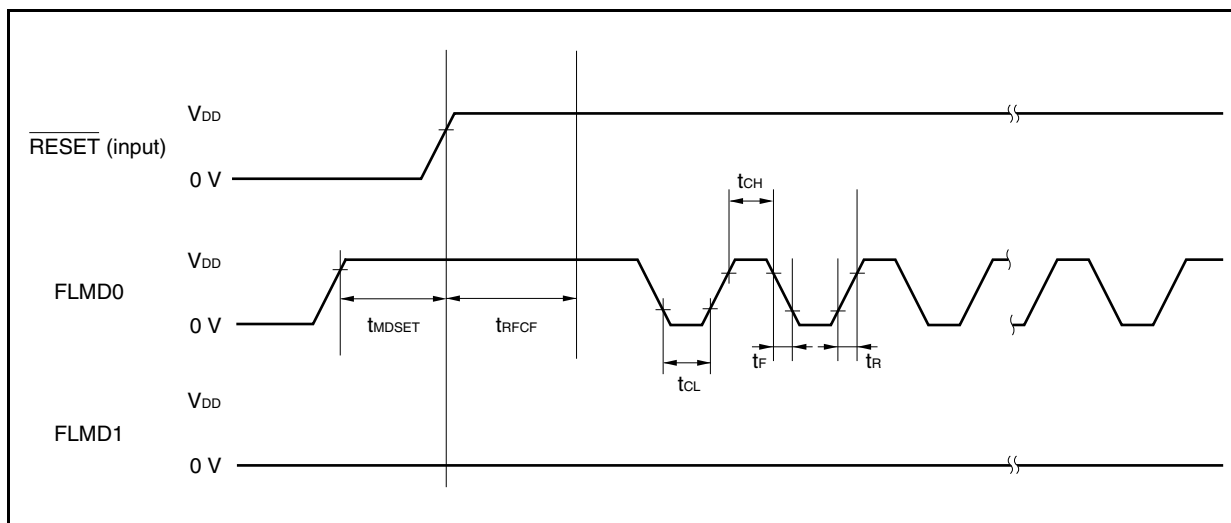 VDD
RESET (input)
0 V
tCH
VDD
FLMD0
0 V
tMDSET
tRFCF
tF
tR
tCL
VDD
FLMD1
0 V